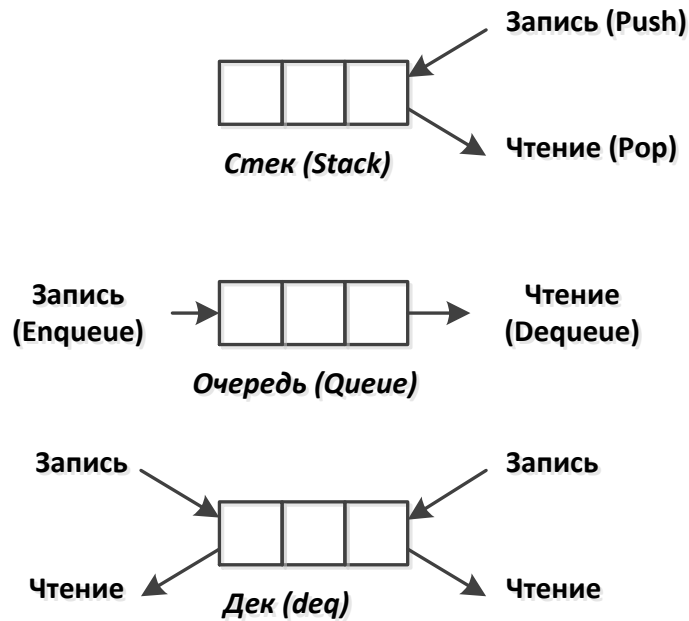 Запись (Push)
Чтение (Pop)
Стек (Stack)
Запись
(Enqueue)
Чтение
(Dequeue)
Очередь (Queue)
Запись
Запись
Чтение
Чтение
Дек (deq)